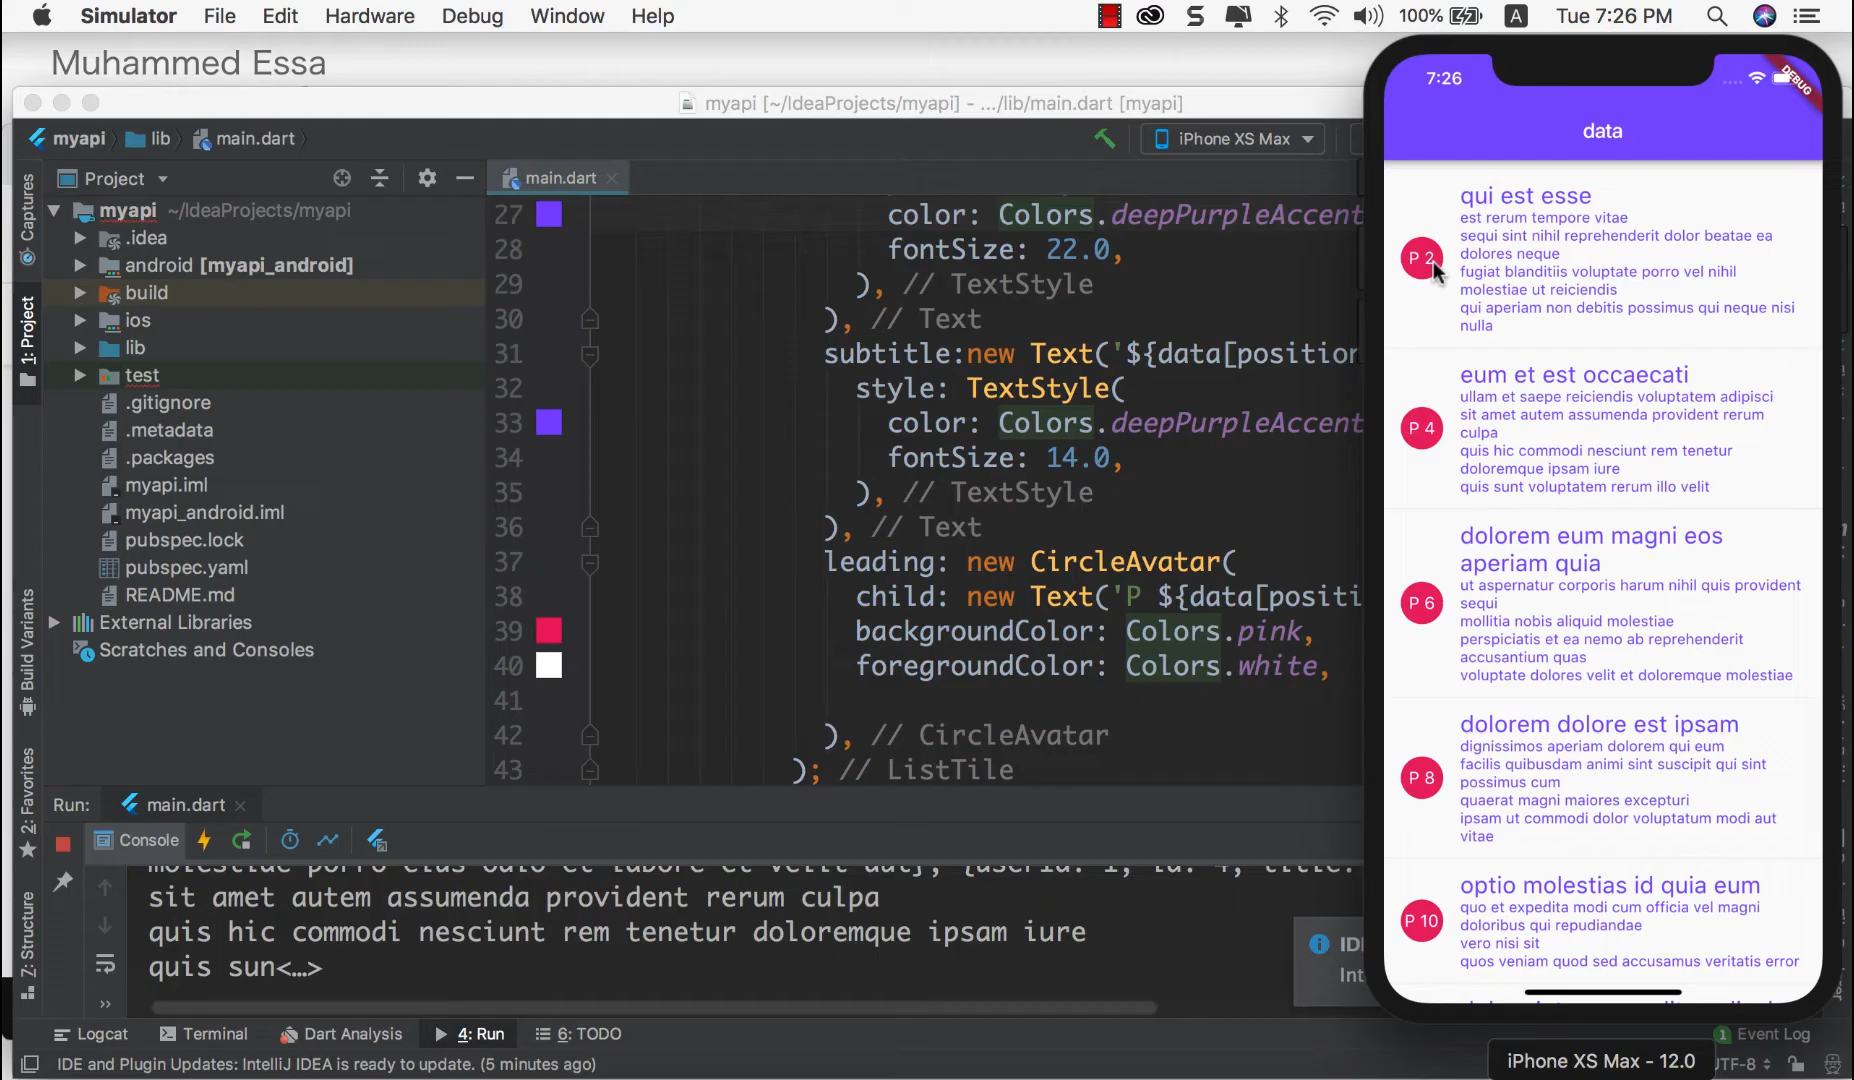 Simulator File Edit Hardware Debug Window Help 100% A Tue 7:26 PM
Muhammed Essa
myapi [~/IdeaProjects/myapi] - .../lib/main.dart [myapi]
myapi lib main.dart iPhone XS Max
Project main.dart
myapi ~/IdeaProjects/myapi
.idea
android [myapi_android]
build
ios
lib
test
.gitignore
.metadata
.packages
myapi.iml
myapi_android.iml
pubspec.lock
pubspec.yaml
README.md
External Libraries
Scratches and Consoles
Captures
1: Project
Build Variants
2: Favorites
7: Structure
27 color: Colors.deepPurpleAccent
28 fontSize: 22.0,
29 ), // TextStyle
30 ), // Text
31 subtitle:new Text('${data[position
32 style: TextStyle(
33 color: Colors.deepPurpleAccent
34 fontSize: 14.0,
35 ), // TextStyle
36 ), // Text
37 leading: new CircleAvatar(
38 child: new Text('P ${data[positi
39 backgroundColor: Colors.pink,
40 foregroundColor: Colors.white,
41
42 ), // CircleAvatar
43 ); // ListTile
Run: main.dart
Console
sit amet autem assumenda provident rerum culpa
quis hic commodi nesciunt rem tenetur doloremque ipsam iure
quis sun<…>
Logcat Terminal Dart Analysis 4: Run 6: TODO
IDE and Plugin Updates: IntelliJ IDEA is ready to update. (5 minutes ago)
7:26
DEBUG
data
P 2
qui est esse
est rerum tempore vitae
sequi sint nihil reprehenderit dolor beatae ea
dolores neque
fugiat blanditiis voluptate porro vel nihil
molestiae ut reiciendis
qui aperiam non debitis possimus qui neque nisi
nulla
P 4
eum et est occaecati
ullam et saepe reiciendis voluptatem adipisci
sit amet autem assumenda provident rerum
culpa
quis hic commodi nesciunt rem tenetur
doloremque ipsam iure
quis sunt voluptatem rerum illo velit
P 6
dolorem eum magni eos
aperiam quia
ut aspernatur corporis harum nihil quis provident
sequi
mollitia nobis aliquid molestiae
perspiciatis et ea nemo ab reprehenderit
accusantium quas
voluptate dolores velit et doloremque molestiae
P 8
dolorem dolore est ipsam
dignissimos aperiam dolorem qui eum
facilis quibusdam animi sint suscipit qui sint
possimus cum
quaerat magni maiores excepturi
ipsam ut commodi dolor voluptatum modi aut
vitae
P 10
optio molestias id quia eum
quo et expedita modi cum officia vel magni
doloribus qui repudiandae
vero nisi sit
quos veniam quod sed accusamus veritatis error
1 Event Log
iPhone XS Max - 12.0
UTF-8